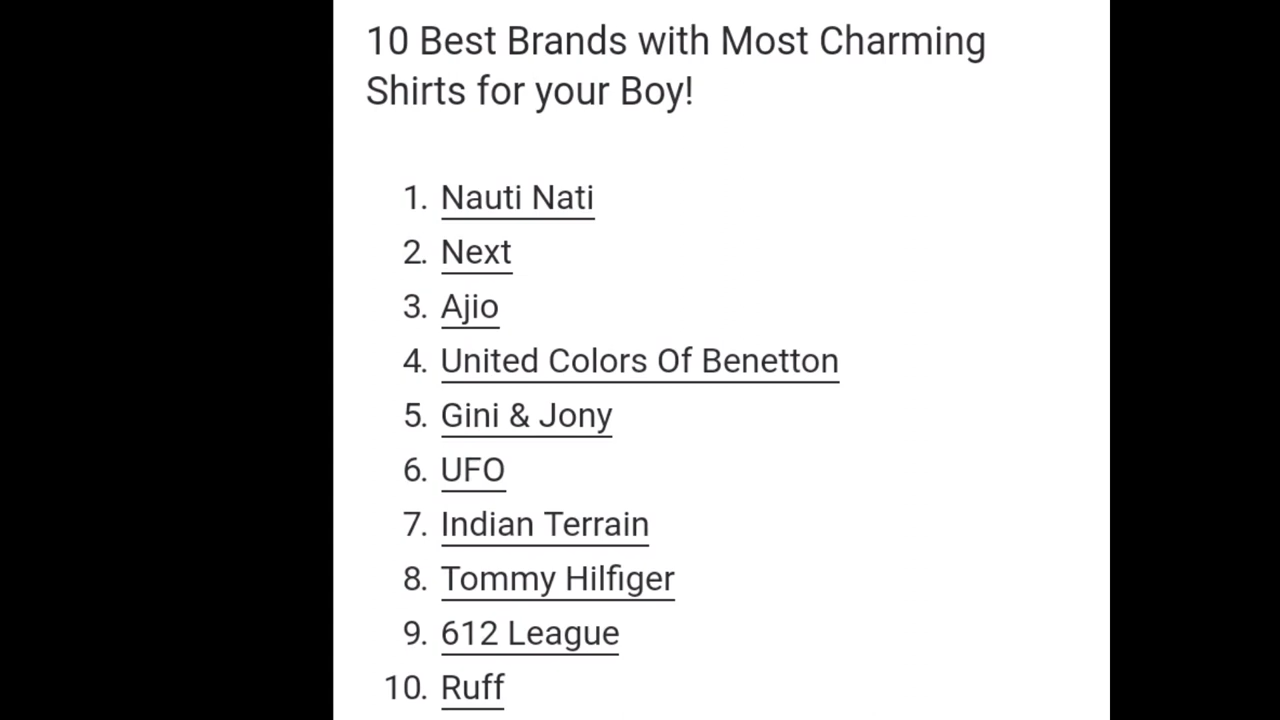 10 Best Brands with Most Charming
Shirts for your Boy!
1. Nauti Nati
2. Next
3. Ajio
4. United Colors Of Benetton
5. Gini & Jony
6. UFO
7. Indian Terrain
8. Tommy Hilfiger
9. 612 League
10. Ruff